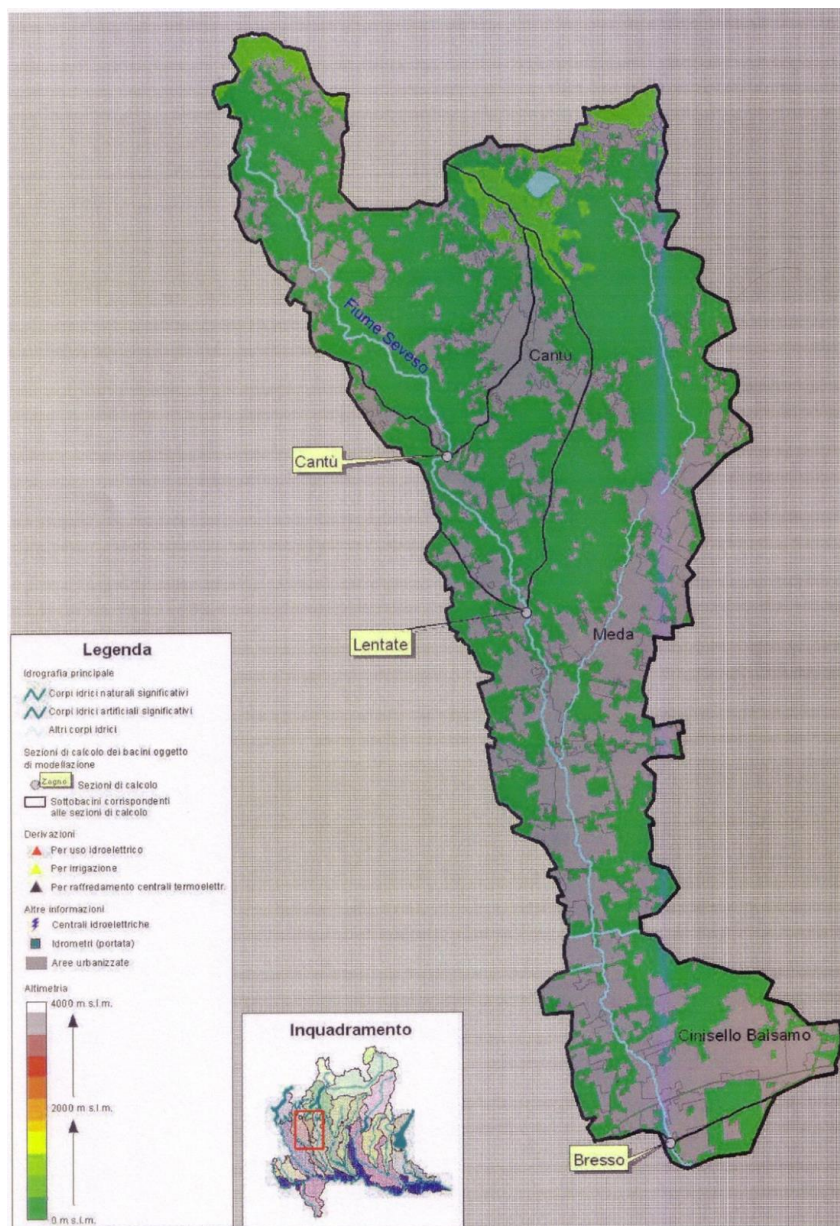 Fiume Seveso
Cantù
Cantù
Lentate
Meda
Cinisello Balsamo
Bresso
Legenda
Idrografia principale
Corpi idrici naturali significativi
Corpi idrici artificiali significativi
Altri corpi idrici
Sezioni di calcolo dei bacini oggetto
di modellazione
Zogno
Sezioni di calcolo
Sottobacini corrispondenti
alle sezioni di calcolo
Derivazioni
Per uso idroelettrico
Per irrigazione
Per raffredamento centrali termoelettr.
Altre informazioni
Centrali idroelettriche
Idrometri (portata)
Aree urbanizzate
Altimetria
4000 m s.l.m.
2000 m s.l.m.
0 m s.l.m.
Inquadramento